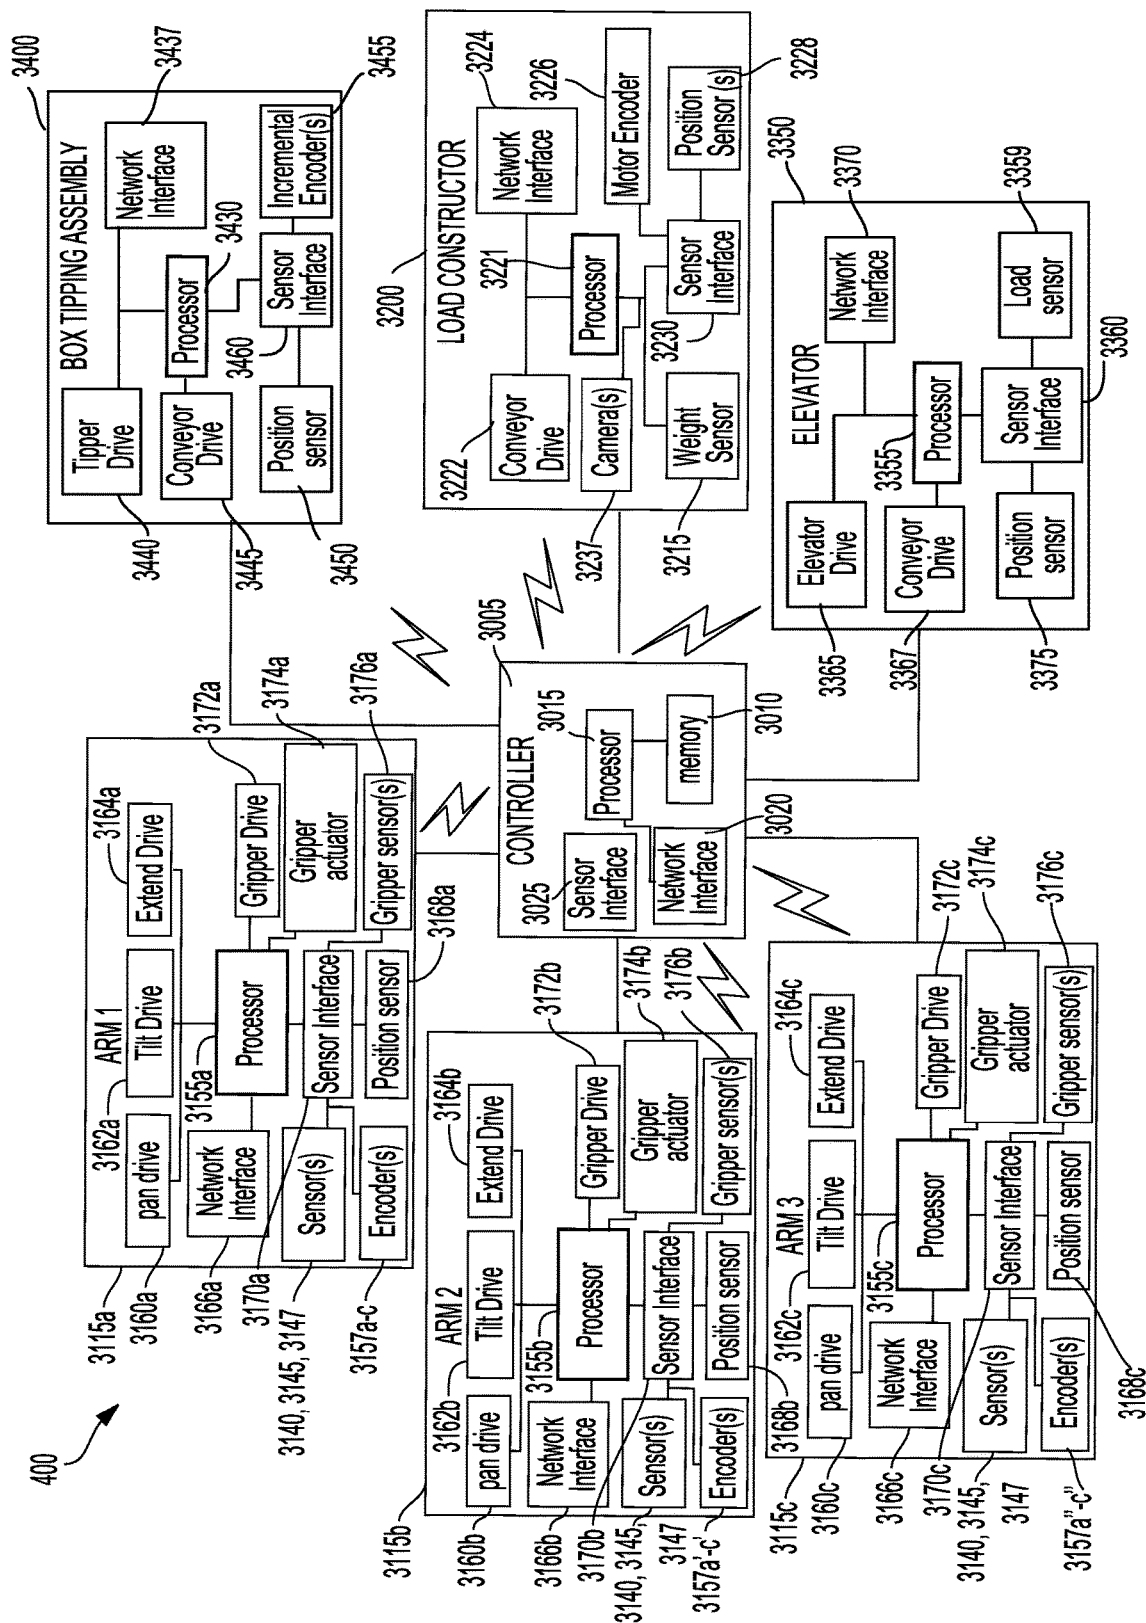 400
3115a
3160a
3166a
3170a
3140, 3145, 3147
3157a-c
3162a
3155a
3164a
3172a
3174a
3176a
3168a
ARM 1
pan drive
Tilt Drive
Extend Drive
Network
Interface
Processor
Gripper Drive
Gripper
actuator
Sensor(s)
Sensor Interface
Gripper sensor(s)
Encoder(s)
Position sensor
3400
3437
3430
3455
3460
3440
3445
3450
BOX TIPPING ASSEMBLY
Tipper
Drive
Network
Interface
Conveyor
Drive
Processor
Position
sensor
Sensor
Interface
Incremental
Encoder(s)
3115b
3160b
3166b
3170b
3140, 3145,
3147
3157a'-c'
3162b
3155b
3164b
3172b
3174b
3176b
3168b
ARM 2
pan drive
Tilt Drive
Extend Drive
Network
Interface
Processor
Gripper Drive
Gripper
actuator
Sensor(s)
Sensor Interface
Gripper sensor(s)
Encoder(s)
Position sensor
CONTROLLER
3005
3015
3010
3020
3025
Processor
memory
Sensor
Interface
Network
Interface
3200
3224
3226
3228
3221
3222
3230
3237
3215
LOAD CONSTRUCTOR
Conveyor
Drive
Network
Interface
Camera(s)
Processor
Motor Encoder
Weight
Sensor
Sensor
Interface
Position
Sensor (s)
3115c
3160c
3166c
3170c
3140, 3145,
3147
3157a"-c"
3162c
3155c
3164c
3172c
3174c
3176c
3168c
ARM 3
pan drive
Tilt Drive
Extend Drive
Network
Interface
Processor
Gripper Drive
Gripper
actuator
Sensor(s)
Sensor Interface
Gripper sensor(s)
Encoder(s)
Position sensor
3350
3370
3359
3360
3355
3365
3367
3375
ELEVATOR
Elevator
Drive
Network
Interface
Conveyor
Drive
Processor
Position
sensor
Sensor
Interface
Load
sensor